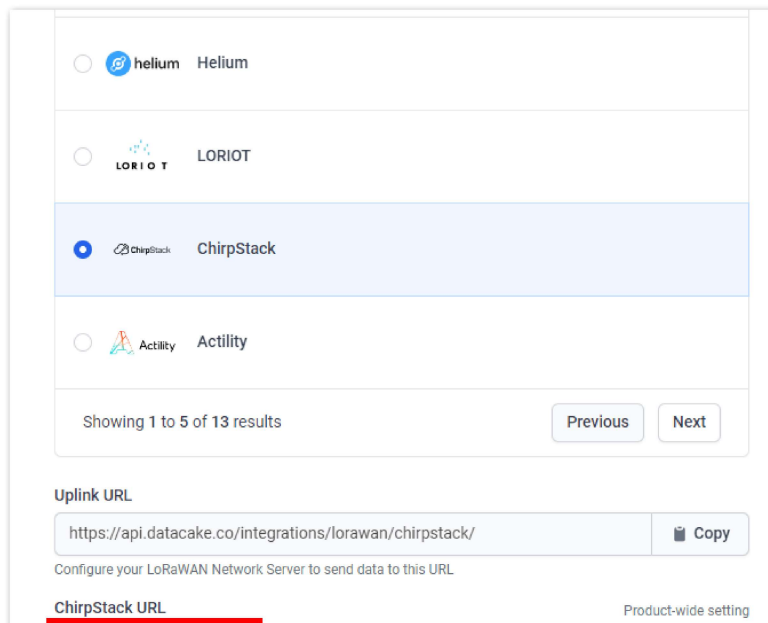 helium Helium
LORIOT LORIOT
ChirpStack ChirpStack
Actility Actility
Showing 1 to 5 of 13 results Previous Next
Uplink URL
https://api.datacake.co/integrations/lorawan/chirpstack/ Copy
Configure your LoRaWAN Network Server to send data to this URL
ChirpStack URL Product-wide setting